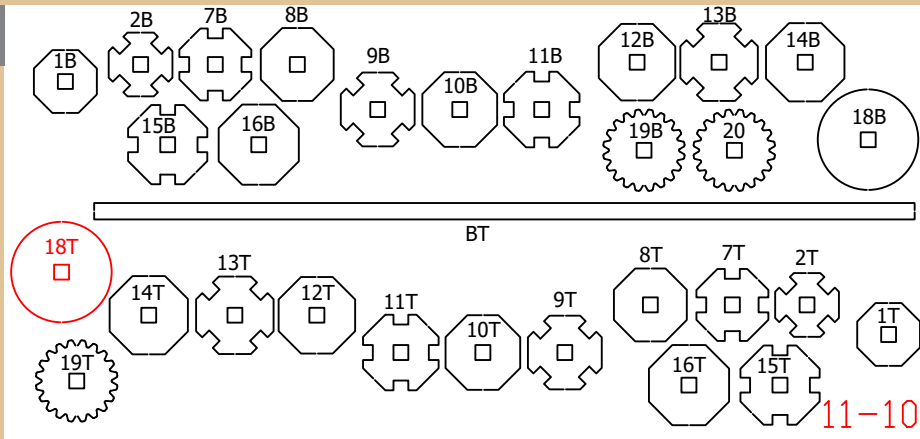 2B 7B 8B 13B
1B 9B 10B 11B 12B 14B
15B 16B 19B 20 18B
BT
18T 13T 8T 7T 2T
14T 12T 11T 9T 1T
19T 10T 16T 15T
11-10